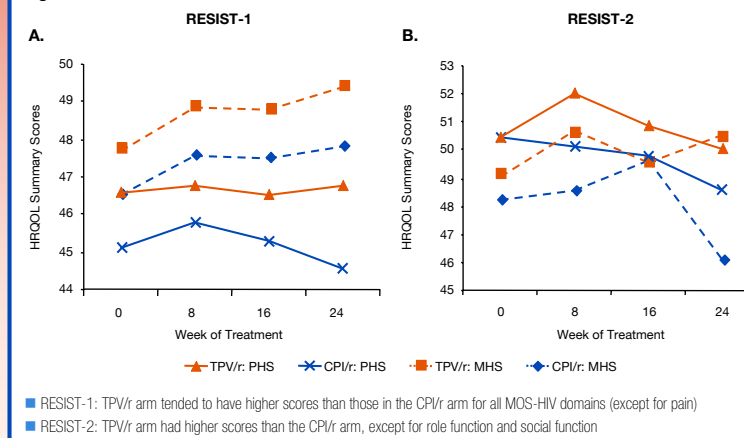 RESIST-1
RESIST-2
A.
B.
50
49
48
47
46
45
44
HRQOL Summary Scores
0
8
16
24
Week of Treatment
53
52
51
50
49
48
47
46
45
HRQOL Summary Scores
0
8
16
24
Week of Treatment
TPV/r: PHS
CPI/r: PHS
TPV/r: MHS
CPI/r: MHS
RESIST-1: TPV/r arm tended to have higher scores than those in the CPI/r arm for all MOS-HIV domains (except for pain)
RESIST-2: TPV/r arm had higher scores than the CPI/r arm, except for role function and social function